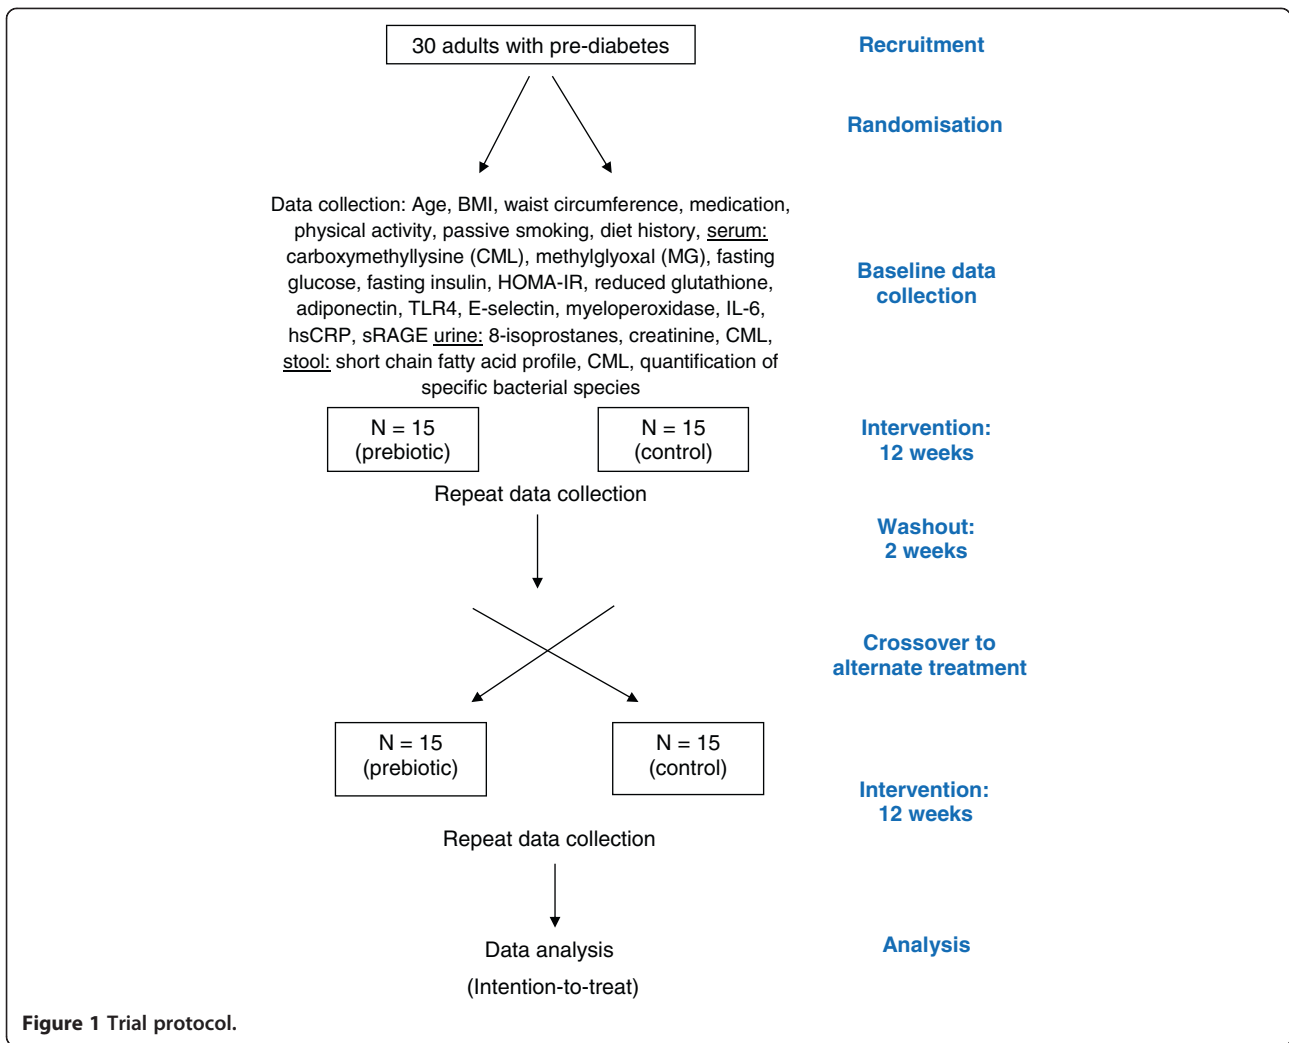 30 adults with pre-diabetes
Recruitment
Randomisation
Data collection: Age, BMI, waist circumference, medication,
physical activity, passive smoking, diet history, serum:
carboxymethyllysine (CML), methylglyoxal (MG), fasting
glucose, fasting insulin, HOMA-IR, reduced glutathione,
adiponectin, TLR4, E-selectin, myeloperoxidase, IL-6,
hsCRP, sRAGE urine: 8-isoprostanes, creatinine, CML,
stool: short chain fatty acid profile, CML, quantification of
specific bacterial species
Baseline data
collection
N = 15
(prebiotic)
N = 15
(control)
Intervention:
12 weeks
Repeat data collection
Washout:
2 weeks
Crossover to
alternate treatment
N = 15
(prebiotic)
N = 15
(control)
Intervention:
12 weeks
Repeat data collection
Data analysis
(Intention-to-treat)
Analysis
Figure 1 Trial protocol.